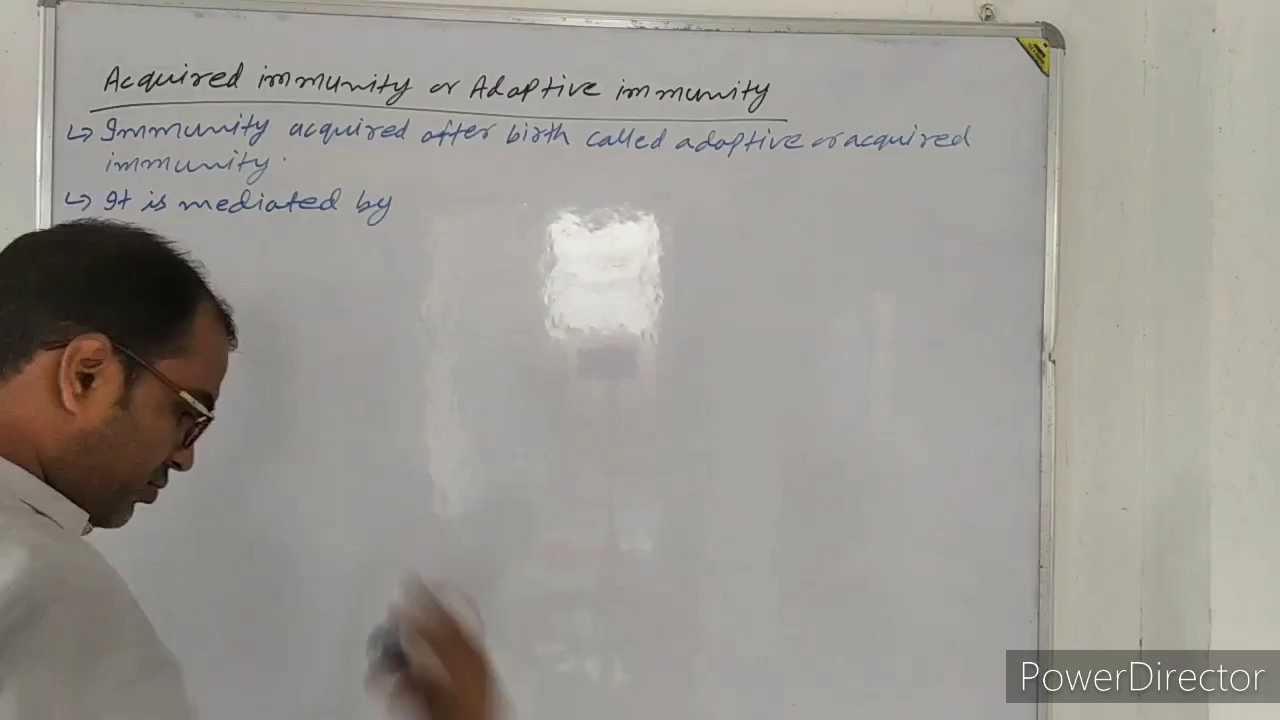 Acquired immunity or Adaptive immunity
↳ Immunity acquired after birth called adaptive or acquired
immunity.
↳ It is mediated by
PowerDirector